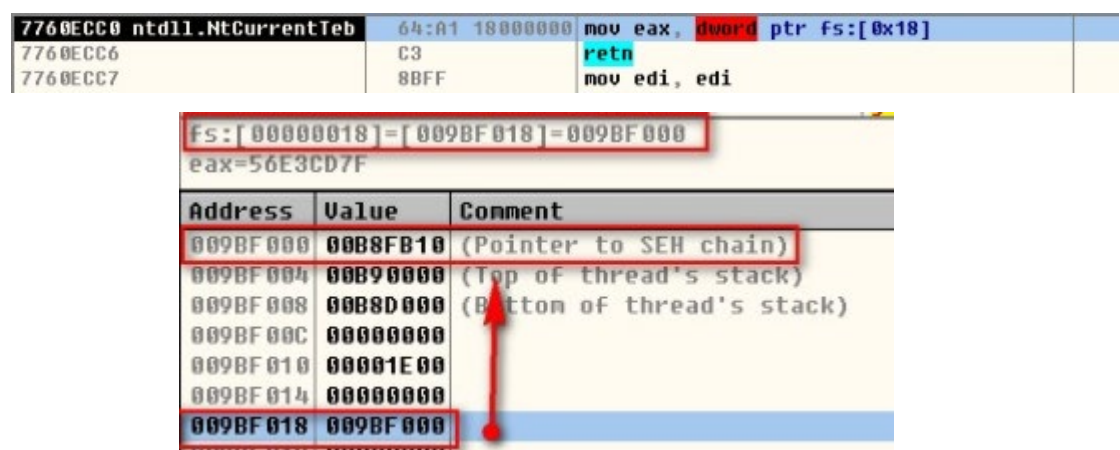 7760ECC0 ntdll.NtCurrentTeb 64:A1 18000000 mov eax, dword ptr fs:[0x18]
7760ECC6 C3 retn
7760ECC7 8BFF mov edi, edi
fs:[00000018]=[009BF018]=009BF000
eax=56E3CD7F
Address Value Comment
009BF000 00B8FB10 (Pointer to SEH chain)
009BF004 00B90000 (Top of thread's stack)
009BF008 00B8D000 (Bottom of thread's stack)
009BF00C 00000000
009BF010 00001E00
009BF014 00000000
009BF018 009BF000